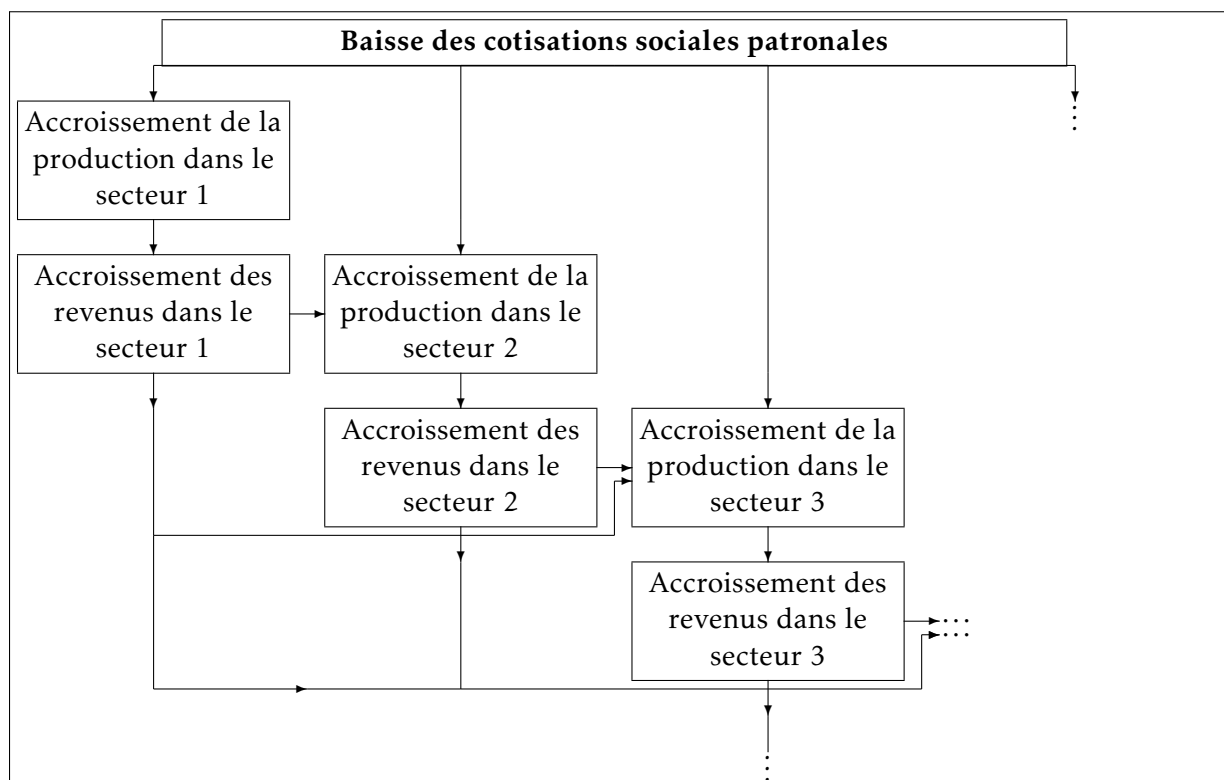 Baisse des cotisations sociales patronales
Accroissement de la
production dans le
secteur 1
Accroissement des
revenus dans le
secteur 1
Accroissement de la
production dans le
secteur 2
Accroissement des
revenus dans le
secteur 2
Accroissement de la
production dans le
secteur 3
Accroissement des
revenus dans le
secteur 3